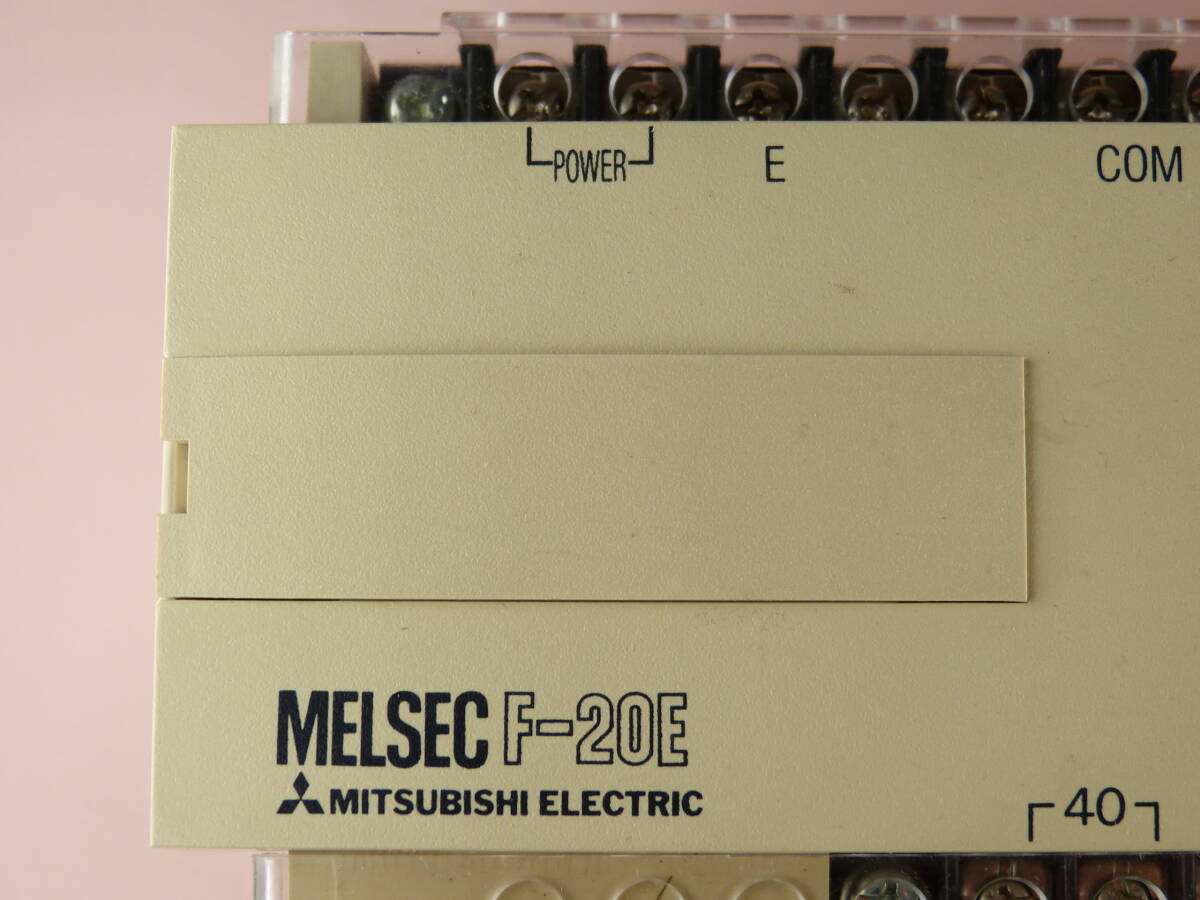 POWER E COM
MELSEC F-20E
MITSUBISHI ELECTRIC
40